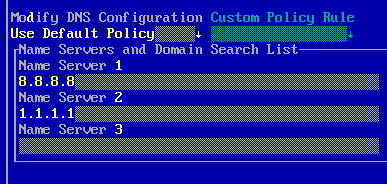 Modify DNS Configuration Custom Policy Rule
Use Default Policy
Name Servers and Domain Search List
Name Server 1
8.8.8.8
Name Server 2
1.1.1.1
Name Server 3